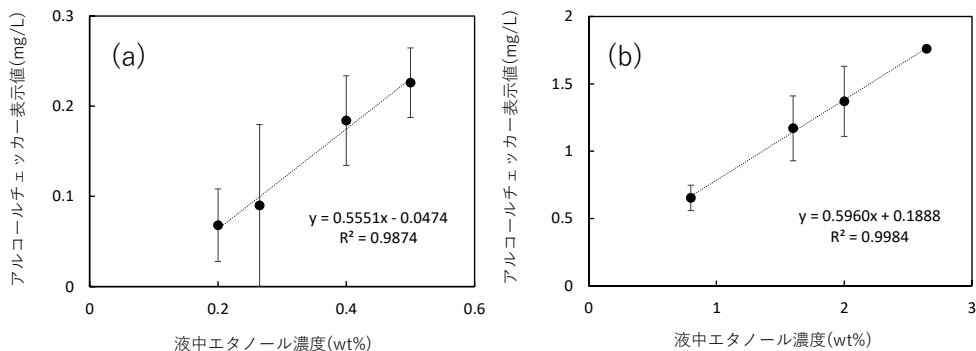 アルコールチェッカー表示値(mg/L)
(a)
0.3
0.2
0.1
0
0
0.2
0.4
0.6
y = 0.5551x - 0.0474
R² = 0.9874
液中エタノール濃度(wt%)
アルコールチェッカー表示値(mg/L)
(b)
2
1.5
1
0.5
0
0
1
2
3
y = 0.5960x + 0.1888
R² = 0.9984
液中エタノール濃度(wt%)